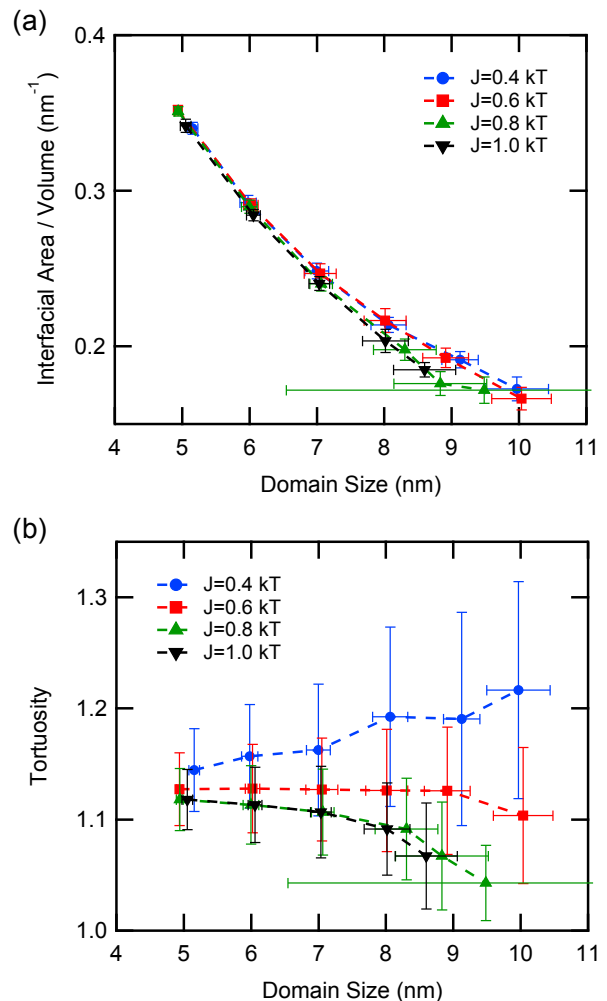 (a)
0.4
0.3
0.2
Interfacial Area / Volume (nm⁻¹)
J=0.4 kT
J=0.6 kT
J=0.8 kT
J=1.0 kT
4 5 6 7 8 9 10 11
Domain Size (nm)
(b)
1.3
1.2
1.1
1.0
Tortuosity
J=0.4 kT
J=0.6 kT
J=0.8 kT
J=1.0 kT
4 5 6 7 8 9 10 11
Domain Size (nm)